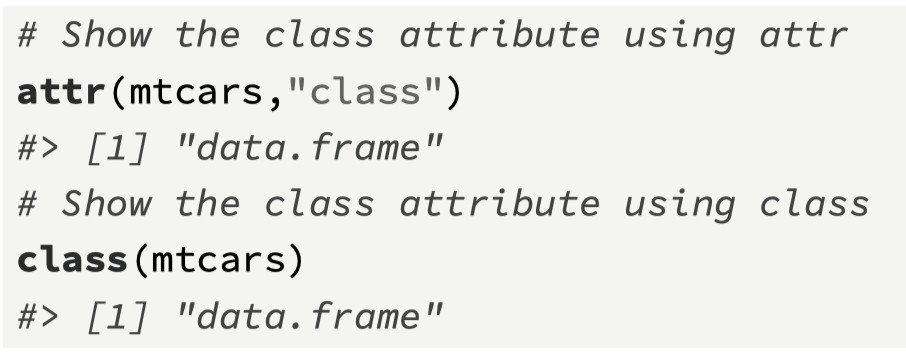 # Show the class attribute using attr
attr(mtcars,"class")
#> [1] "data.frame"
# Show the class attribute using class
class(mtcars)
#> [1] "data.frame"